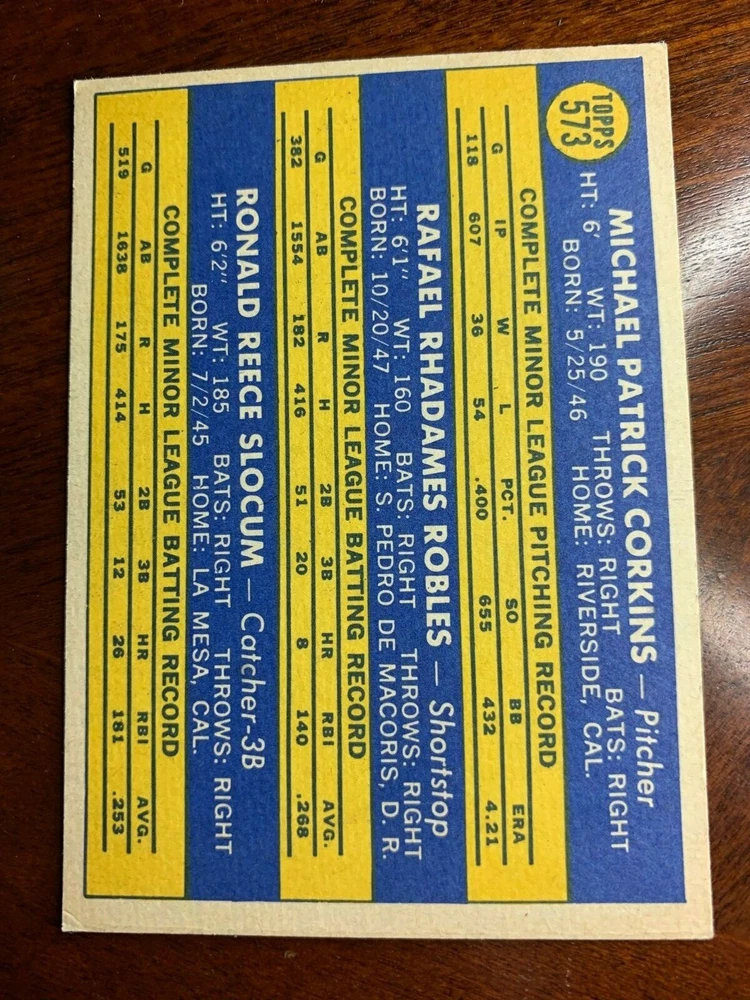 TOPPS
573
MICHAEL PATRICK CORKINS — Pitcher
HT: 6' WT: 190 THROWS: RIGHT BATS: RIGHT
BORN: 5/25/46 HOME: RIVERSIDE, CAL.
COMPLETE MINOR LEAGUE PITCHING RECORD
G IP W L PCT. SO BB ERA
118 607 36 54 .400 655 432 4.21
RAFAEL RHADAMES ROBLES — Shortstop
HT: 6'1" WT: 160 BATS: RIGHT THROWS: RIGHT
BORN: 10/20/47 HOME: S. PEDRO DE MACORIS, D. R.
COMPLETE MINOR LEAGUE BATTING RECORD
G AB R H 2B 3B HR RBI AVG.
382 1554 182 416 51 20 8 140 .268
RONALD REECE SLOCUM — Catcher-3B
HT: 6'2" WT: 185 BATS: RIGHT THROWS: RIGHT
BORN: 7/2/45 HOME: LA MESA, CAL.
COMPLETE MINOR LEAGUE BATTING RECORD
G AB R H 2B 3B HR RBI AVG.
519 1638 175 414 53 12 26 181 .253